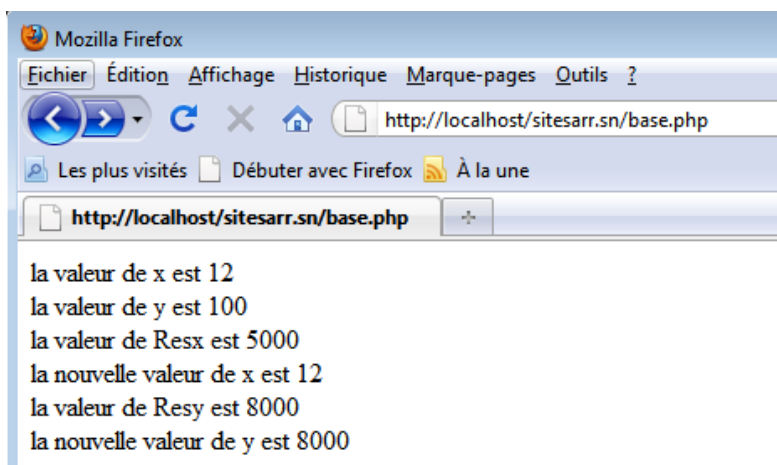 Mozilla Firefox
Fichier Édition Affichage Historique Marque-pages Outils ?
http://localhost/sitesarr.sn/base.php
Les plus visités Débuter avec Firefox À la une
http://localhost/sitesarr.sn/base.php
la valeur de x est 12
la valeur de y est 100
la valeur de Resx est 5000
la nouvelle valeur de x est 12
la valeur de Resy est 8000
la nouvelle valeur de y est 8000